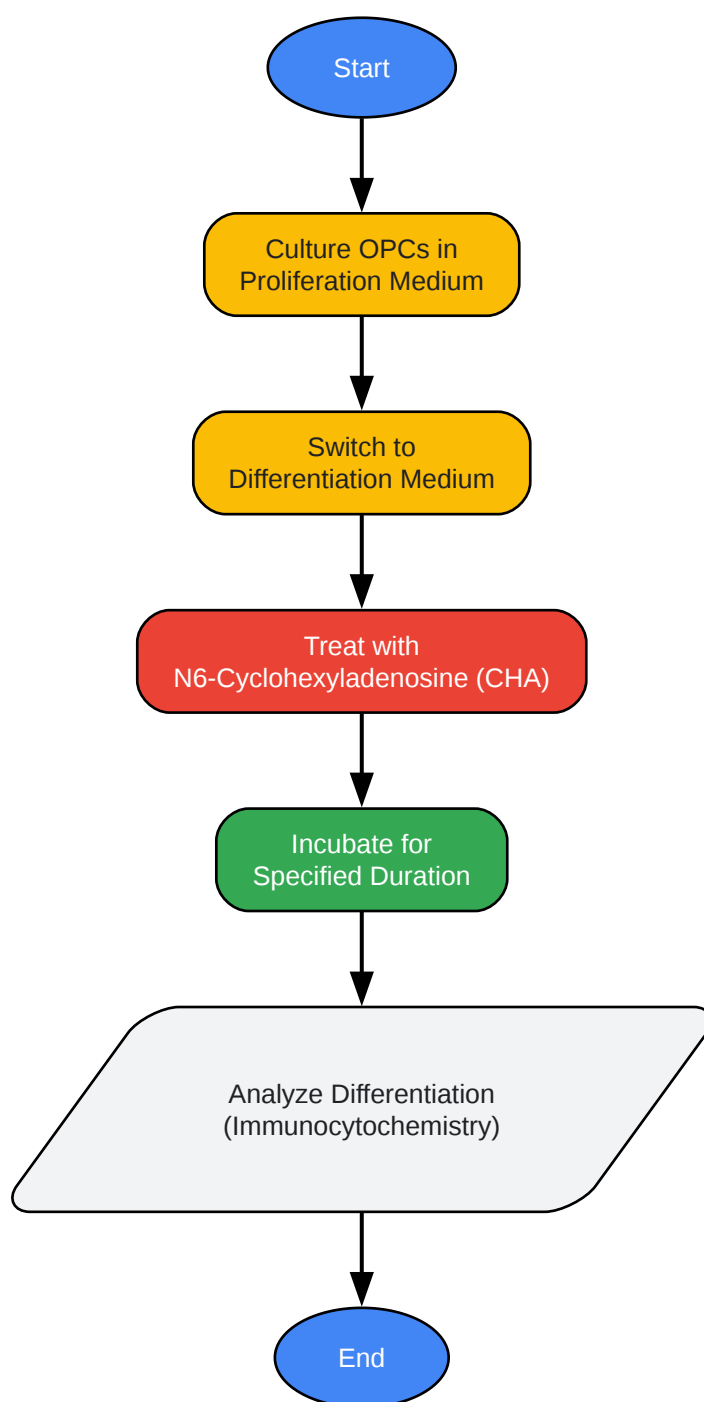 Start
Culture OPCs in
Proliferation Medium
Switch to
Differentiation Medium
Treat with
N6-Cyclohexyladenosine (CHA)
Incubate for
Specified Duration
Analyze Differentiation
(Immunocytochemistry)
End